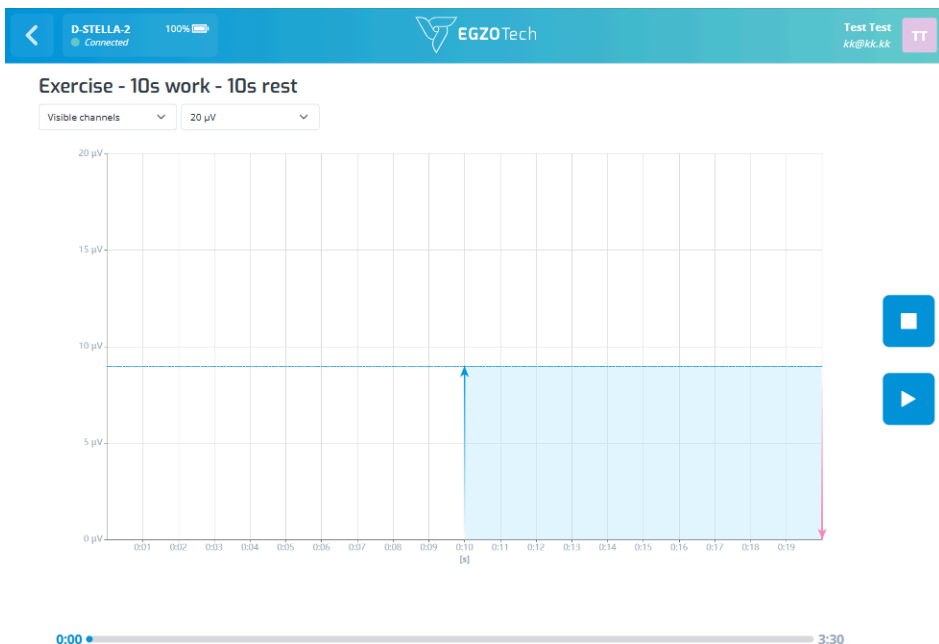 D-STELLA-2 100%
Connected
EGZOTech
Test Test
kk@kk.kk
TT
Exercise - 10s work - 10s rest
Visible channels 20 µV
20 µV
15 µV
10 µV
5 µV
0 µV
0:01 0:02 0:03 0:04 0:05 0:06 0:07 0:08 0:09 0:10 0:11 0:12 0:13 0:14 0:15 0:16 0:17 0:18 0:19
[s]
0:00 3:30